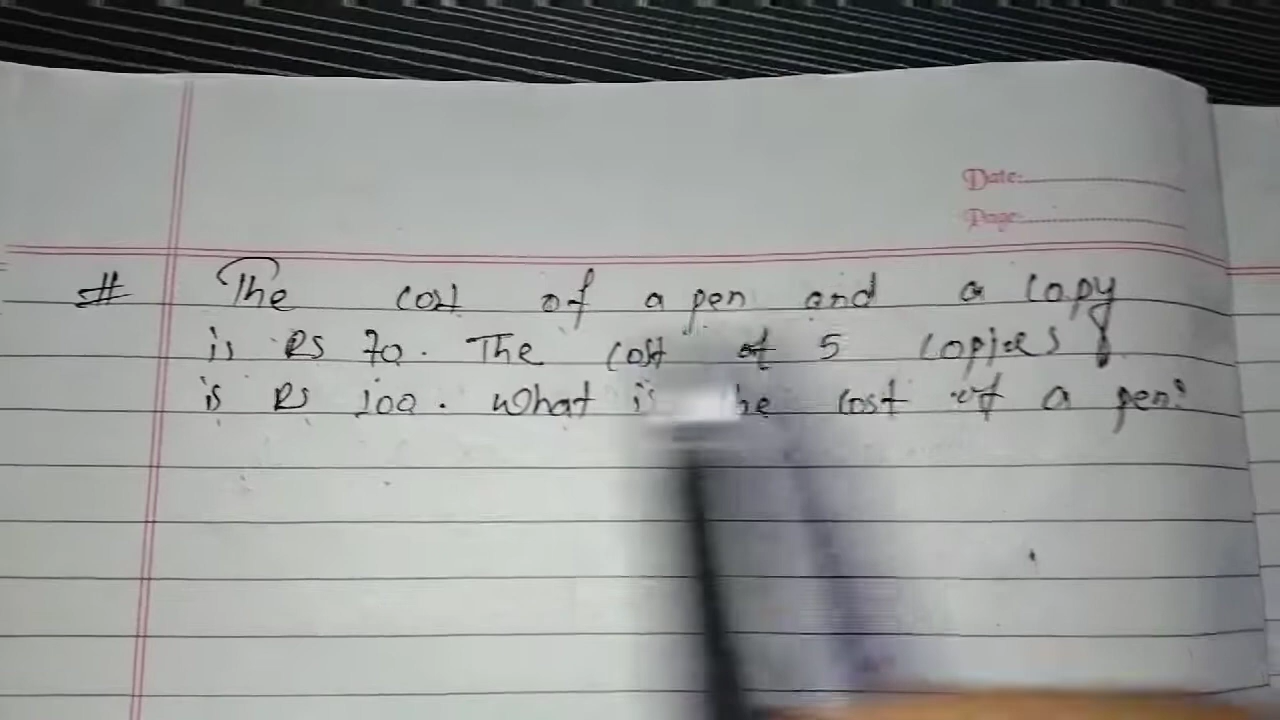 Date:
Page:
# The cost of a pen and a copy
is Rs 70. The cost of 5 copies
is Rs 100. What is the cost of a pen?